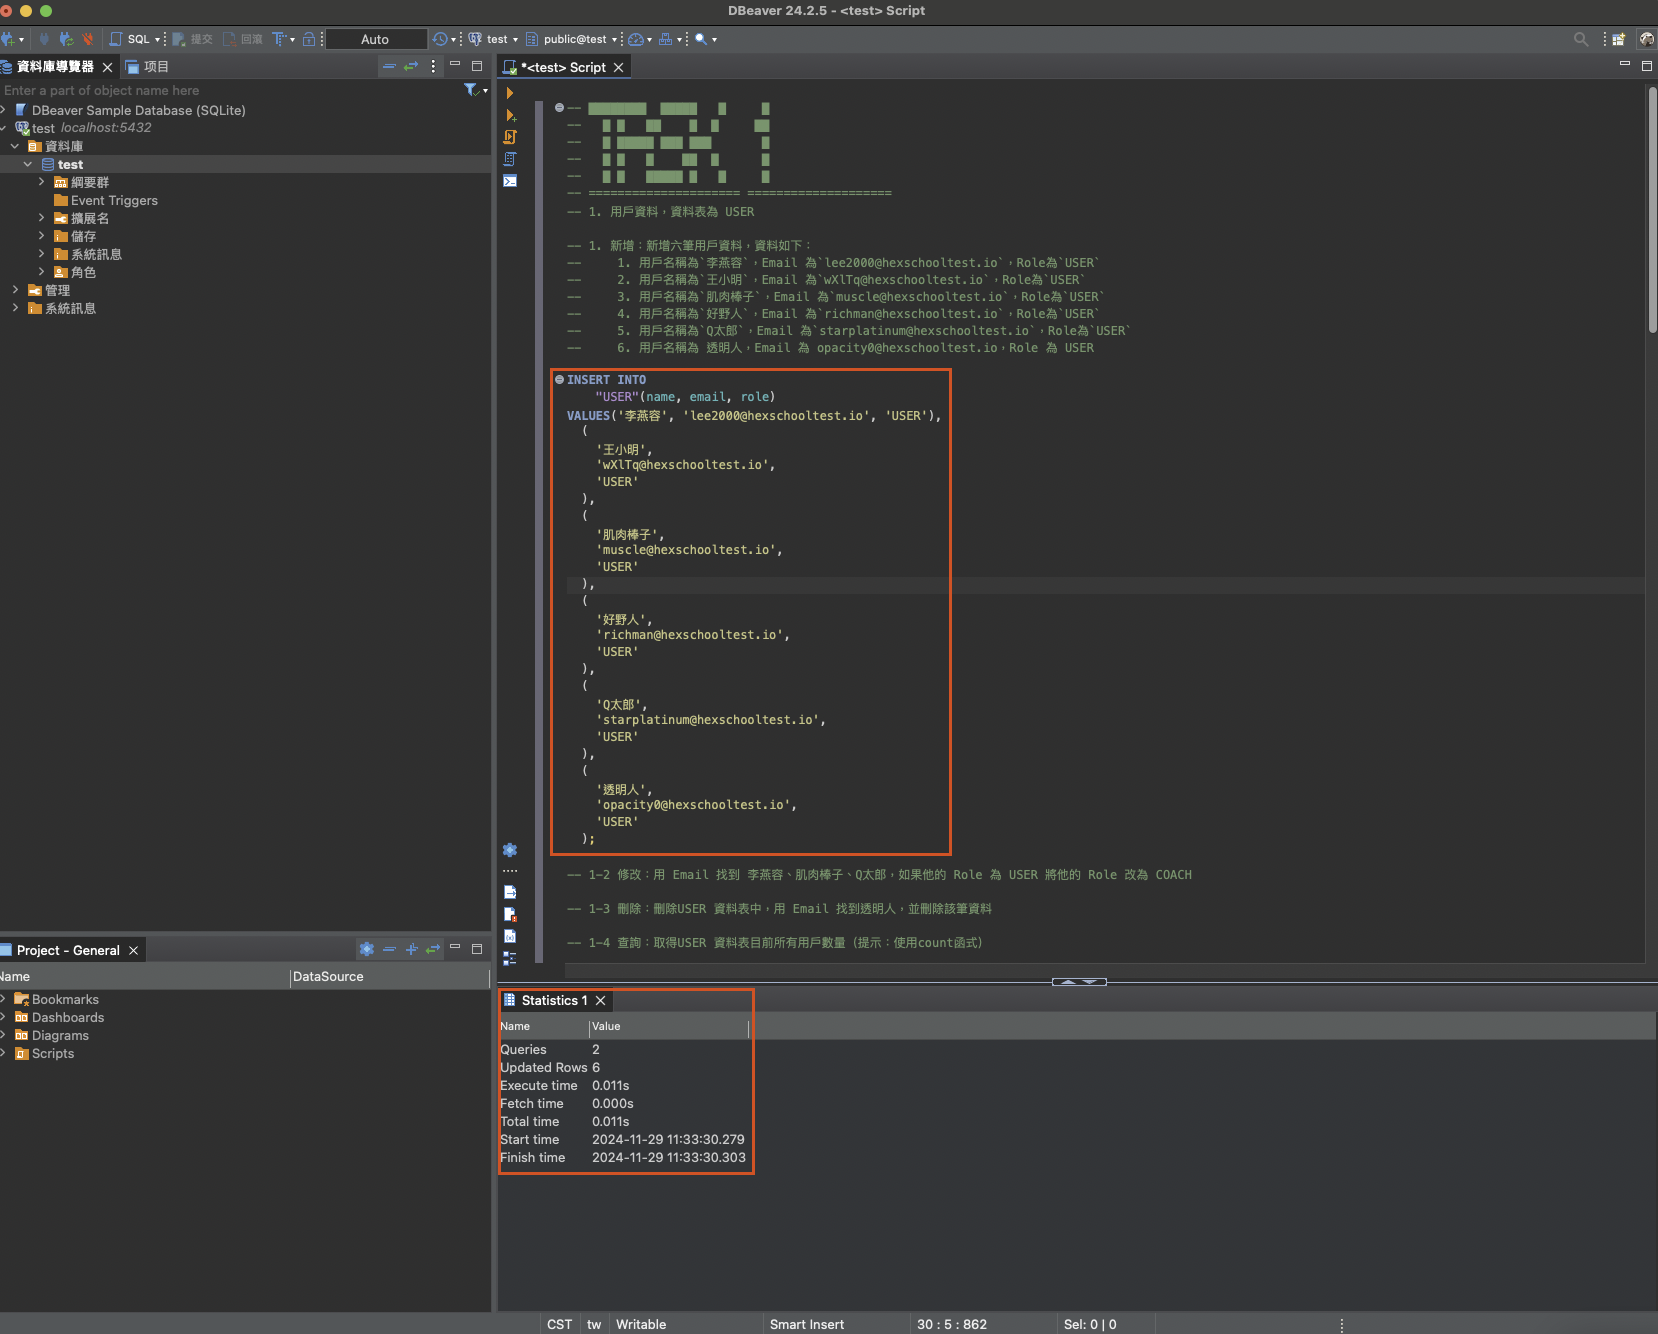 DBeaver 24.2.5 - <test> Script
SQL
提交
回滾
Auto
test
public@test
資料庫導覽器
項目
Enter a part of object name here
DBeaver Sample Database (SQLite)
test localhost:5432
資料庫
test
綱要群
Event Triggers
擴展名
儲存
系統訊息
角色
管理
系統訊息
*<test> Script
--
--
--
--
--
-- ===================== ====================
-- 1. 用戶資料，資料表為 USER
-- 1. 新增：新增六筆用戶資料，資料如下：
--     1. 用戶名稱為`李燕容`，Email 為`lee2000@hexschooltest.io`，Role為`USER`
--     2. 用戶名稱為`王小明`，Email 為`wXlTq@hexschooltest.io`，Role為`USER`
--     3. 用戶名稱為`肌肉棒子`，Email 為`muscle@hexschooltest.io`，Role為`USER`
--     4. 用戶名稱為`好野人`，Email 為`richman@hexschooltest.io`，Role為`USER`
--     5. 用戶名稱為`Q太郎`，Email 為`starplatinum@hexschooltest.io`，Role為`USER`
--     6. 用戶名稱為 透明人，Email 為 opacity0@hexschooltest.io，Role 為 USER
INSERT INTO
"USER"(name, email, role)
VALUES('李燕容', 'lee2000@hexschooltest.io', 'USER'),
(
'王小明',
'wXlTq@hexschooltest.io',
'USER'
),
(
'肌肉棒子',
'muscle@hexschooltest.io',
'USER'
),
(
'好野人',
'richman@hexschooltest.io',
'USER'
),
(
'Q太郎',
'starplatinum@hexschooltest.io',
'USER'
),
(
'透明人',
'opacity0@hexschooltest.io',
'USER'
);
-- 1-2 修改：用 Email 找到 李燕容、肌肉棒子、Q太郎，如果他的 Role 為 USER 將他的 Role 改為 COACH
-- 1-3 刪除：刪除USER 資料表中，用 Email 找到透明人，並刪除該筆資料
-- 1-4 查詢：取得USER 資料表目前所有用戶數量（提示：使用count函式）
Project - General
Name DataSource
Bookmarks
Dashboards
Diagrams
Scripts
Statistics 1
Name Value
Queries 2
Updated Rows 6
Execute time 0.011s
Fetch time 0.000s
Total time 0.011s
Start time 2024-11-29 11:33:30.279
Finish time 2024-11-29 11:33:30.303
CST tw Writable Smart Insert 30 : 5 : 862 Sel: 0 | 0